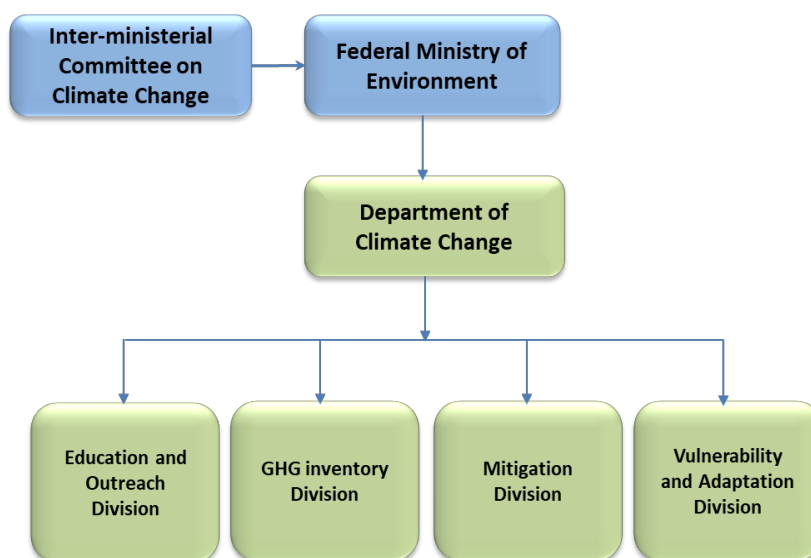 Inter-ministerial
Committee on
Climate Change
Federal Ministry of
Environment
Department of
Climate Change
Education and
Outreach
Division
GHG inventory
Division
Mitigation
Division
Vulnerability
and Adaptation
Division